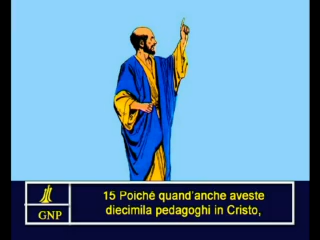 15 Poiché quand'anche aveste
diecimila pedagoghi in Cristo,
GNP